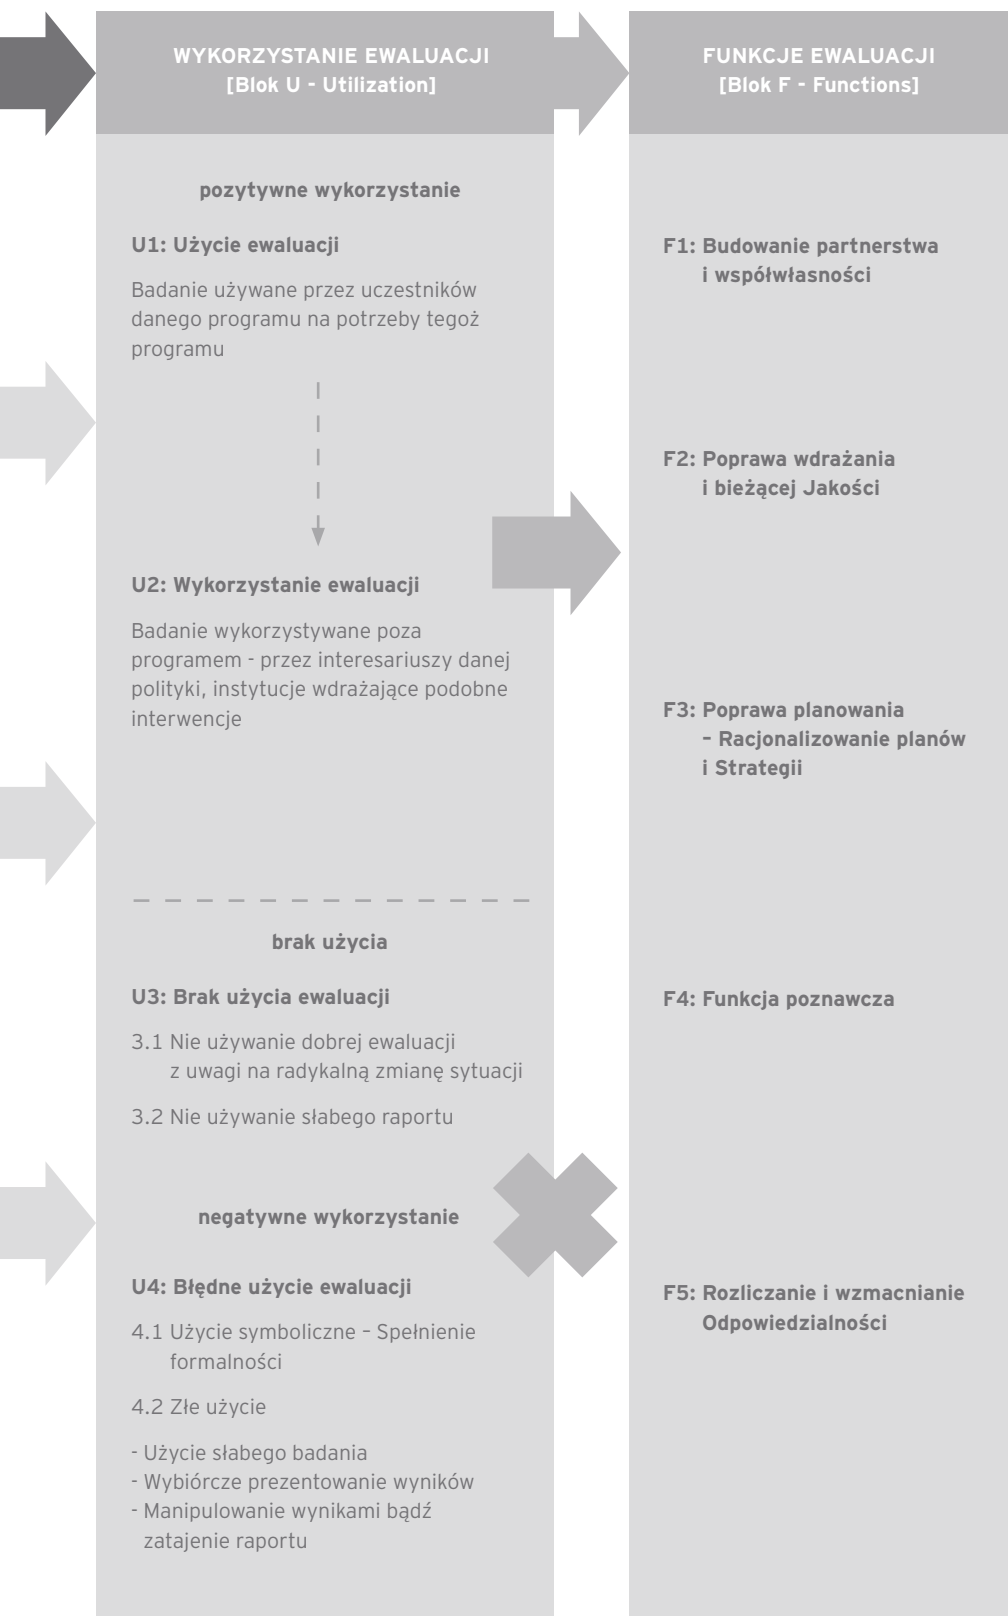 WYKORZYSTANIE EWALUACJI
[Blok U - Utilization]
pozytywne wykorzystanie
U1: Użycie ewaluacji
Badanie używane przez uczestników
danego programu na potrzeby tegoż
programu
U2: Wykorzystanie ewaluacji
Badanie wykorzystywane poza
programem - przez interesariuszy danej
polityki, instytucje wdrażające podobne
interwencje
brak użycia
U3: Brak użycia ewaluacji
3.1 Nie używanie dobrej ewaluacji
z uwagi na radykalną zmianę sytuacji
3.2 Nie używanie słabego raportu
negatywne wykorzystanie
U4: Błędne użycie ewaluacji
4.1 Użycie symboliczne – Spełnienie
formalności
4.2 Złe użycie
- Użycie słabego badania
- Wybiórcze prezentowanie wyników
- Manipulowanie wynikami bądź
zatajenie raportu
FUNKCJE EWALUACJI
[Blok F - Functions]
F1: Budowanie partnerstwa
i współwłasności
F2: Poprawa wdrażania
i bieżącej Jakości
F3: Poprawa planowania
– Racjonalizowanie planów
i Strategii
F4: Funkcja poznawcza
F5: Rozliczanie i wzmacnianie
Odpowiedzialności